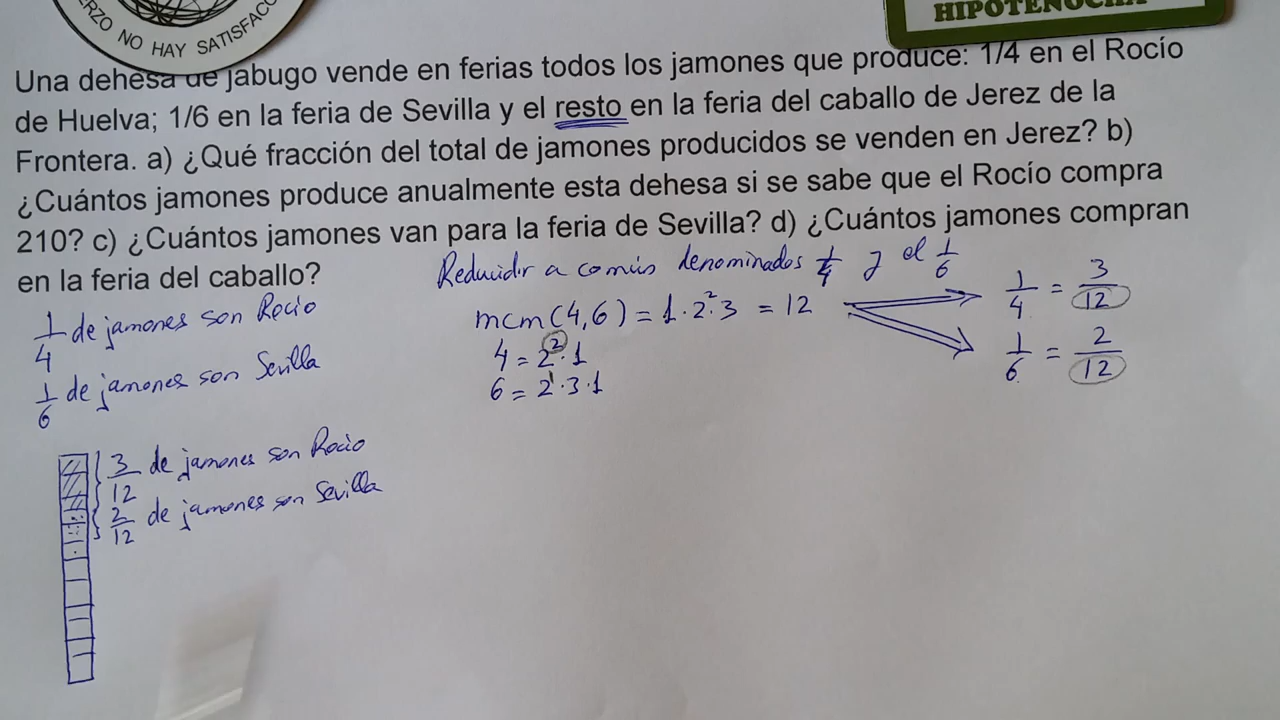 ERZO NO HAY SATISFACC
HIPOTENOCHA
Una dehesa de jabugo vende en ferias todos los jamones que produce: 1/4 en el Rocío
de Huelva; 1/6 en la feria de Sevilla y el resto en la feria del caballo de Jerez de la
Frontera. a) ¿Qué fracción del total de jamones producidos se venden en Jerez? b)
¿Cuántos jamones produce anualmente esta dehesa si se sabe que el Rocío compra
210? c) ¿Cuántos jamones van para la feria de Sevilla? d) ¿Cuántos jamones compran
en la feria del caballo?
Reducidir a común denominados 1/4 y el 1/6
1/4 de jamones son Rocio
1/6 de jamones son Sevilla
mcm(4,6) = 1·2²·3 = 12
4 = 2²·1
6 = 2¹·3·1
1/4 = 3/12
1/6 = 2/12
3/12 de jamones son Rocio
2/12 de jamones son Sevilla